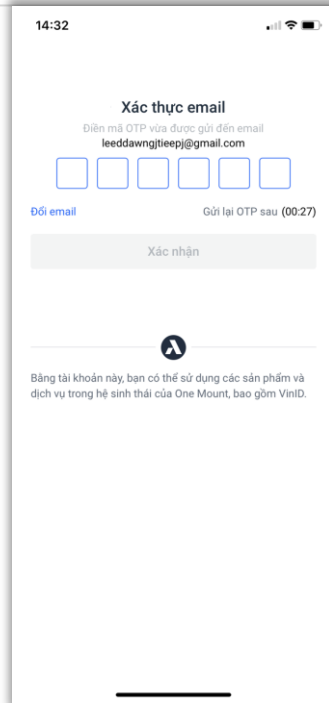 14:32
Xác thực email
Điền mã OTP vừa được gửi đến email
leeddawngjtieepj@gmail.com
Đổi email Gửi lại OTP sau (00:27)
Xác nhận
Bằng tài khoản này, bạn có thể sử dụng các sản phẩm và
dịch vụ trong hệ sinh thái của One Mount, bao gồm VinID.